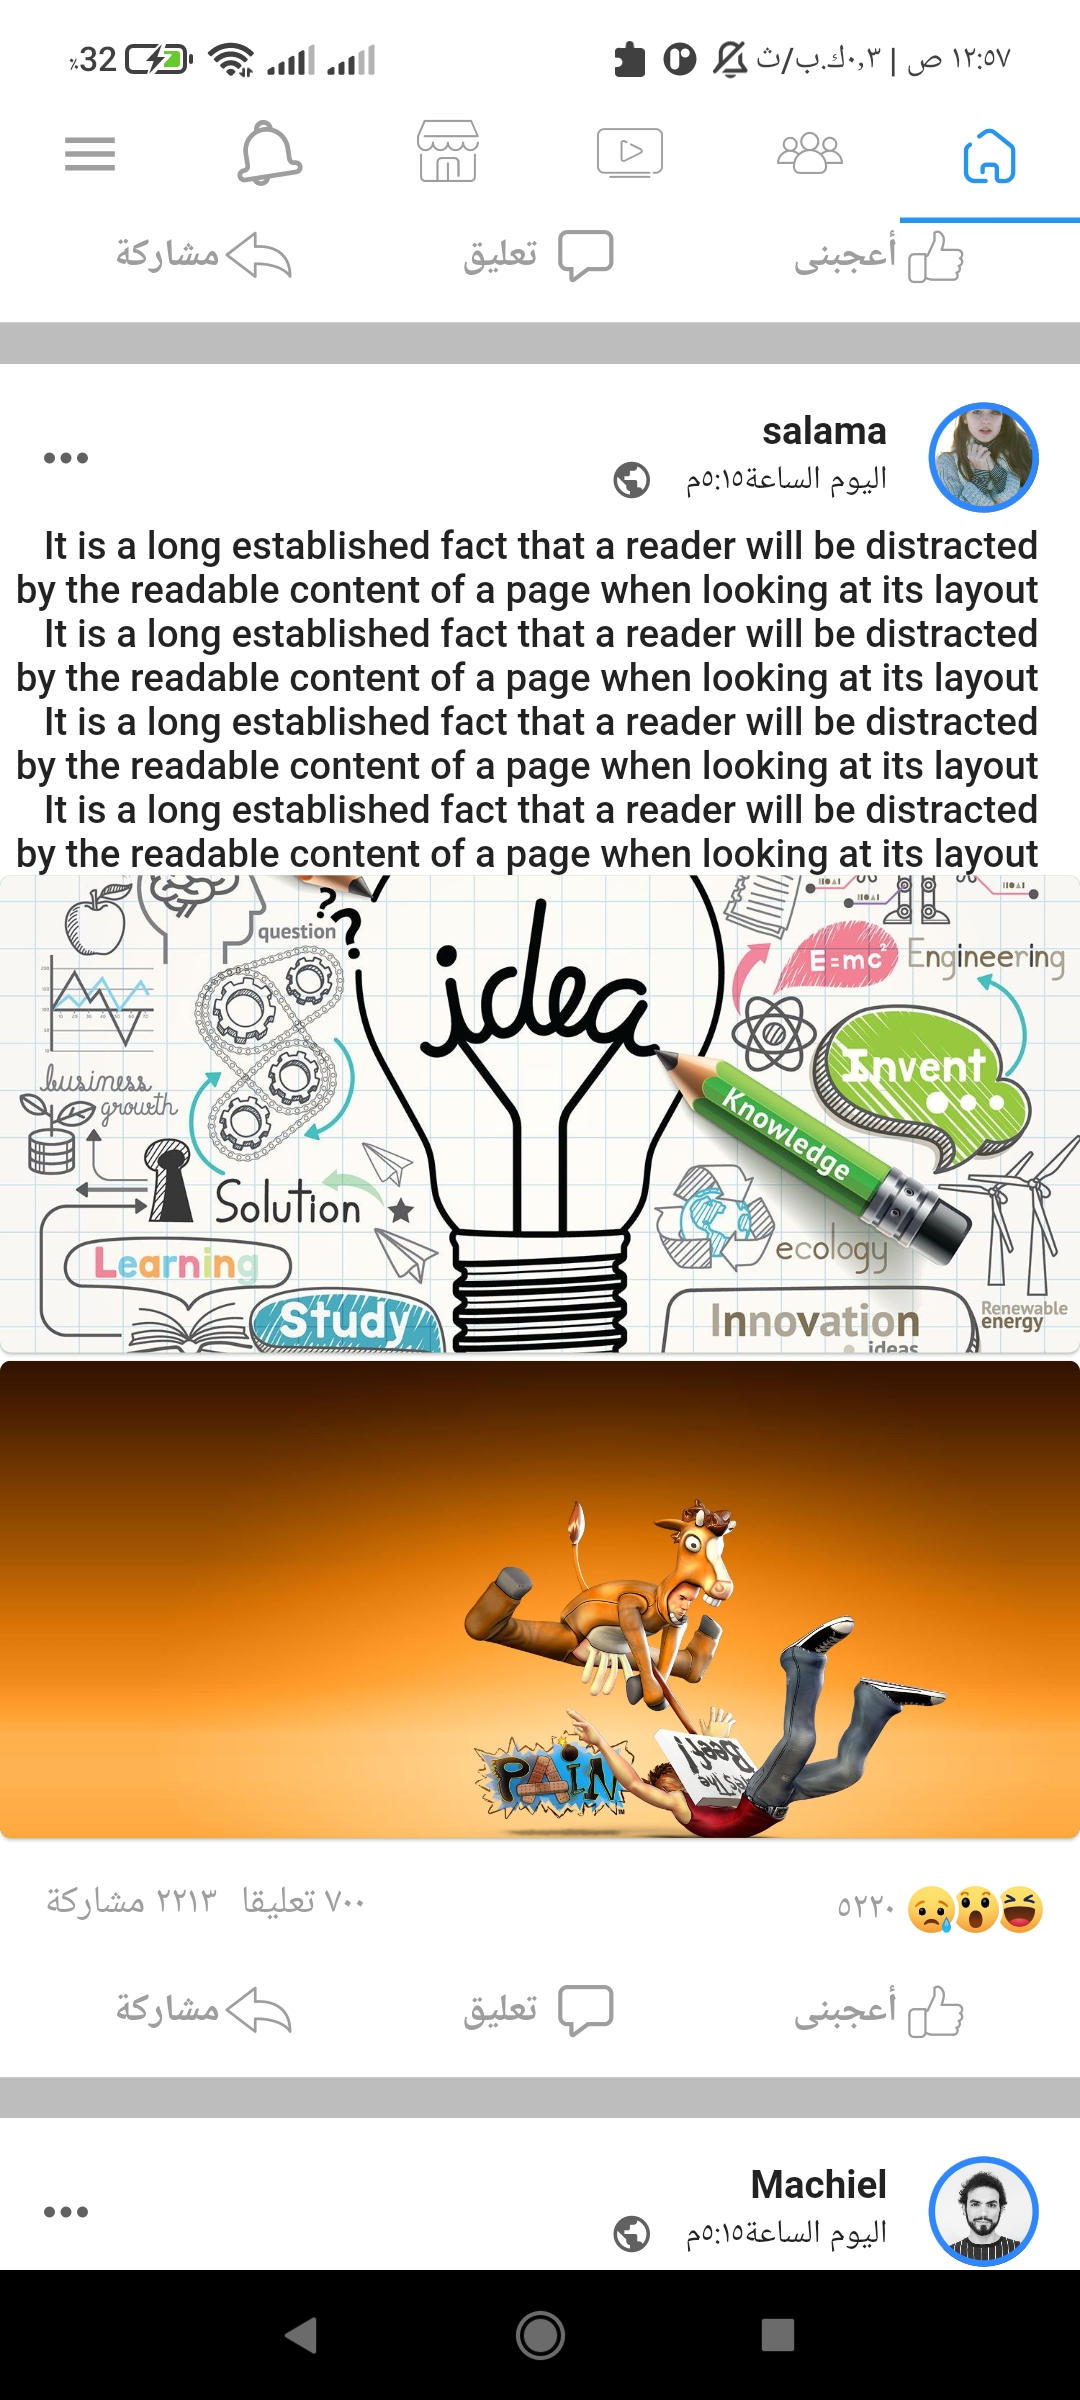 ١٢:٥٧ ص | ٠,٣ك.ب/ث
٪32
أعجبنى
تعليق
مشاركة
salama
اليوم الساعة٥:١٥م
It is a long established fact that a reader will be distracted
by the readable content of a page when looking at its layout
It is a long established fact that a reader will be distracted
by the readable content of a page when looking at its layout
It is a long established fact that a reader will be distracted
by the readable content of a page when looking at its layout
It is a long established fact that a reader will be distracted
by the readable content of a page when looking at its layout
question
??
idea
E=mc²
Engineering
Invent
...
business
growth
Knowledge
Solution
ecology
Learning
Study
Innovation
ideas
Renewable
energy
PAIN
Beef!
٥٢٢٠
٧٠٠ تعليقا
٢٢١٣ مشاركة
أعجبنى
تعليق
مشاركة
Machiel
اليوم الساعة٥:١٥م